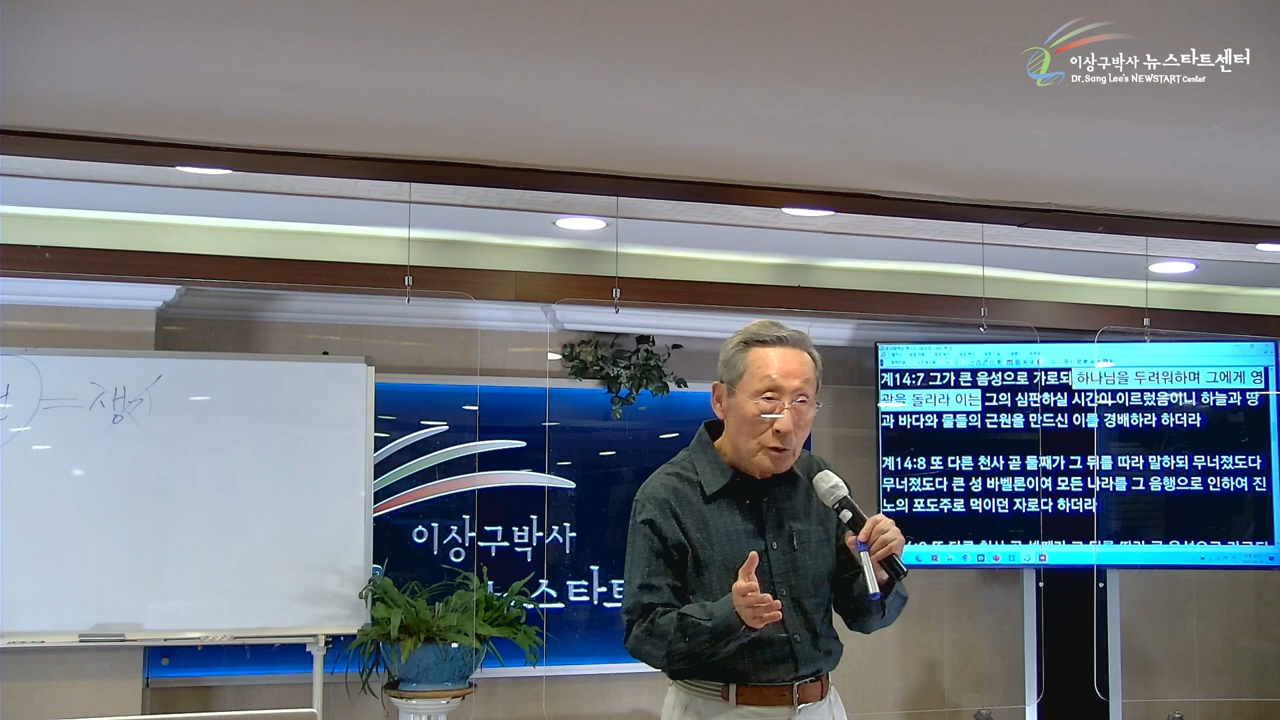 이상구박사 뉴스타트센터
Dr. Sang Lee's NEWSTART Center
계14:7 그가 큰 음성으로 가로되 하나님을 두려워하며 그에게 영
광을 돌리라 이는 그의 심판하실 시간이 이르렀음이니 하늘과 땅
과 바다와 물들의 근원을 만드신 이를 경배하라 하더라
계14:8 또 다른 천사 곧 둘째가 그 뒤를 따라 말하되 무너졌도다
무너졌도다 큰 성 바벨론이여 모든 나라를 그 음행으로 인하여 진
노의 포도주로 먹이던 자로다 하더라
이상구박사
뉴스타트